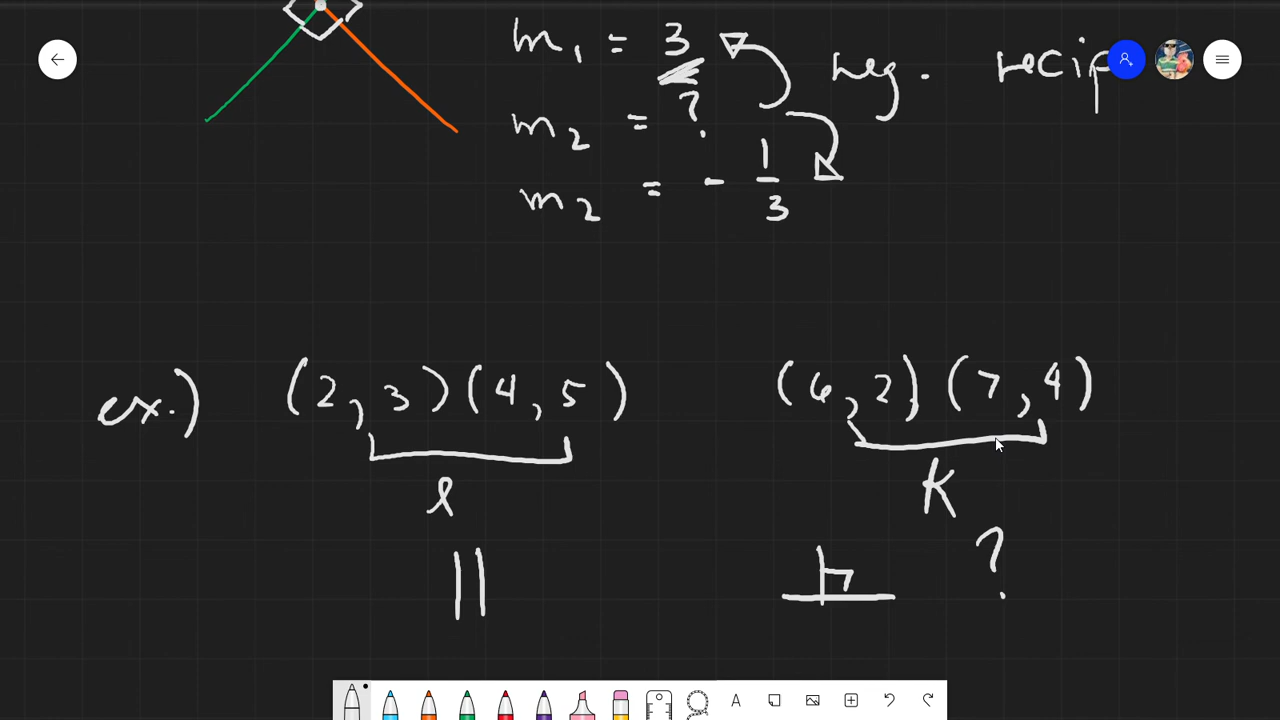 m₁ = 3 neg. recip
m₂ = ?
m₂ = - 1/3
ex.) (2, 3) (4, 5) (6, 2) (7, 4)
l k
|| ?
A